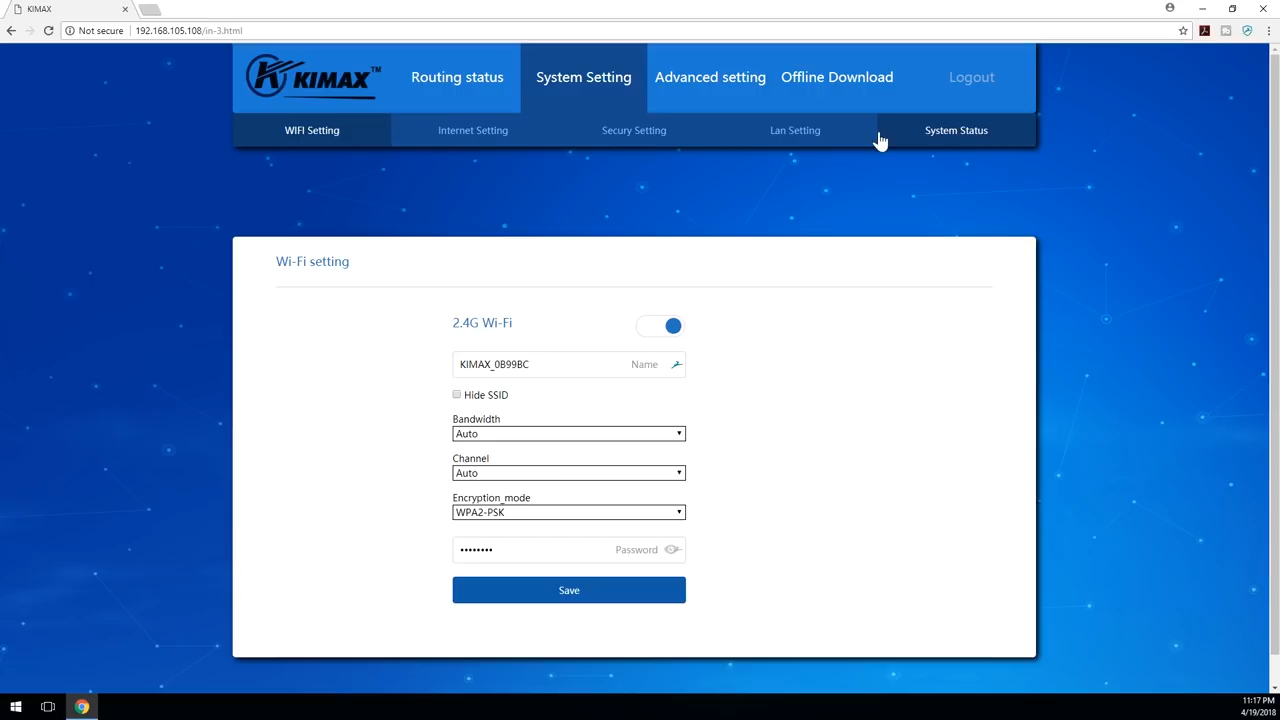 KIMAX
Not secure 192.168.105.108/in-3.html
KIMAX™ Routing status System Setting Advanced setting Offline Download Logout
WIFI Setting Internet Setting Secury Setting Lan Setting System Status
Wi-Fi setting
2.4G Wi-Fi
KIMAX_0B99BC Name
Hide SSID
Bandwidth
Auto
Channel
Auto
Encryption_mode
WPA2-PSK
•••••••• Password
Save
11:17 PM
4/19/2018